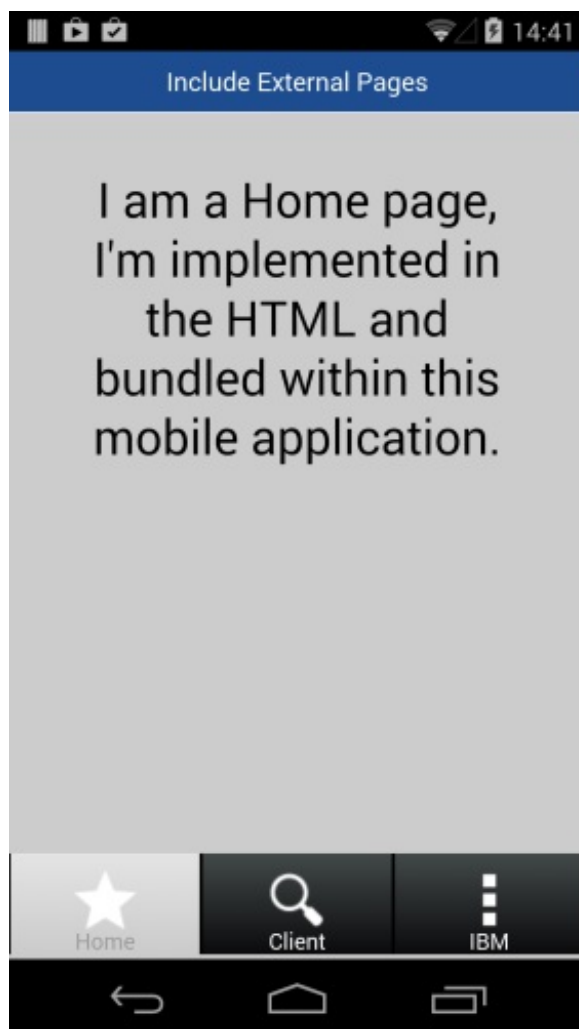 14:41
Include External Pages
I am a Home page,
I'm implemented in
the HTML and
bundled within this
mobile application.
Home
Client
IBM